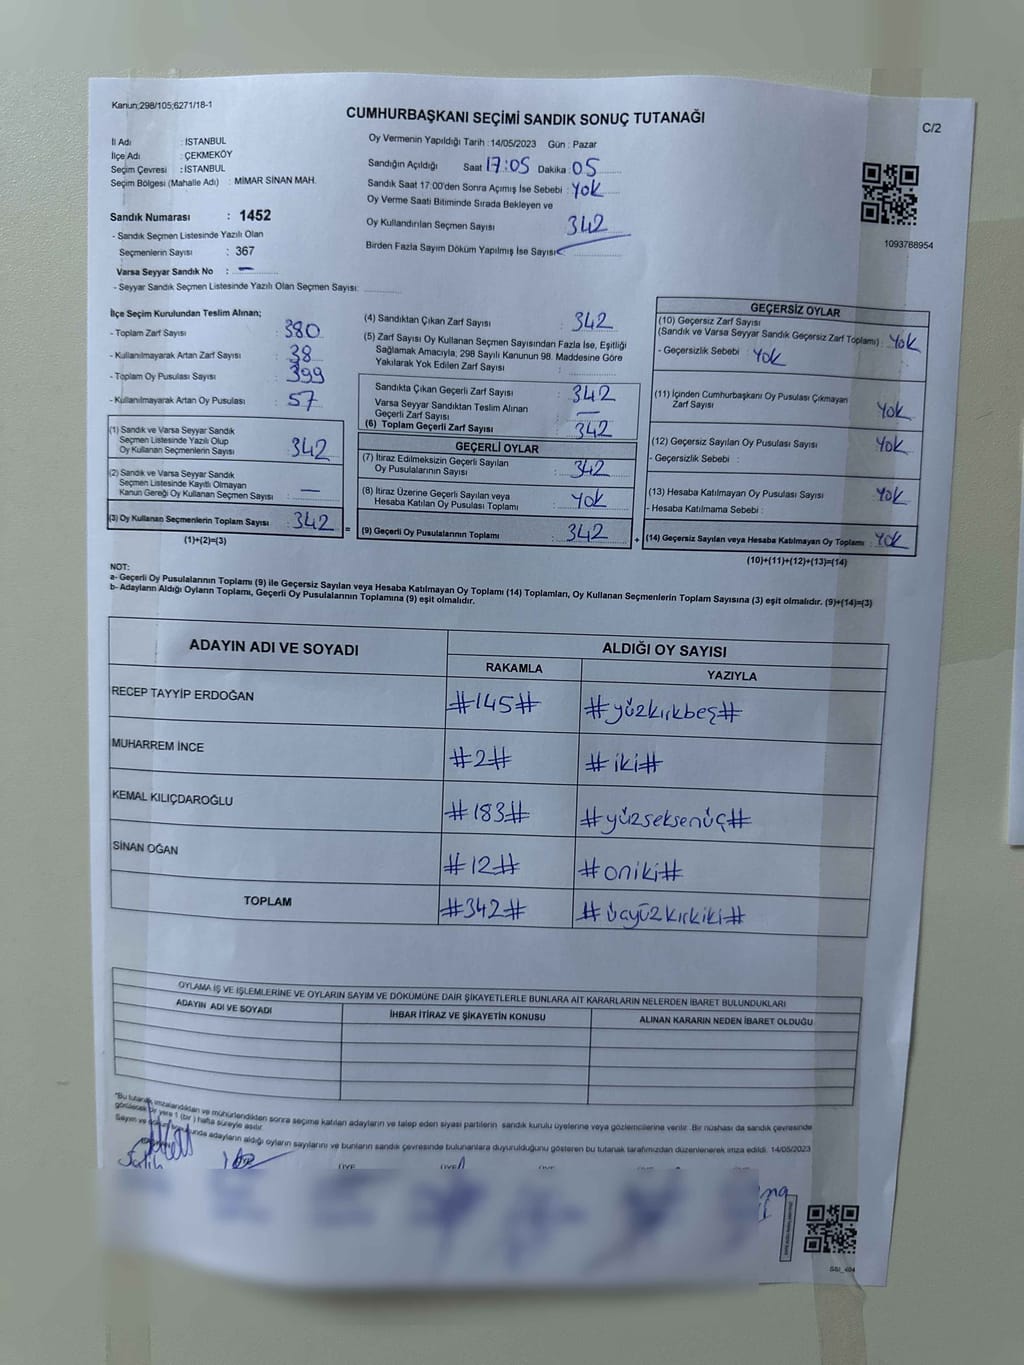 Kanun;298/105;6271/18-1
CUMHURBAŞKANI SEÇİMİ SANDIK SONUÇ TUTANAĞI
C/2
İl Adı : İSTANBUL
İlçe Adı : ÇEKMEKÖY
Seçim Çevresi : İSTANBUL
Seçim Bölgesi (Mahalle Adı) : MİMAR SİNAN MAH.
Sandık Numarası : 1452
- Sandık Seçmen Listesinde Yazılı Olan
Seçmenlerin Sayısı : 367
Varsa Seyyar Sandık No : —
- Seyyar Sandık Seçmen Listesinde Yazılı Olan Seçmen Sayısı:
Oy Vermenin Yapıldığı Tarih : 14/05/2023 Gün : Pazar
Sandığın Açıldığı Saat 17:05 Dakika : 05
Sandık Saat 17:00'den Sonra Açımış İse Sebebi : Yok
Oy Verme Saati Bitiminde Sırada Bekleyen ve
Oy Kullandırılan Seçmen Sayısı 342
Birden Fazla Sayım Döküm Yapılmış İse Sayısı
1093788954
İlçe Seçim Kurulundan Teslim Alınan;
- Toplam Zarf Sayısı : 380
- Kullanılmayarak Artan Zarf Sayısı : 38
- Toplam Oy Pusulası Sayısı : 399
- Kullanılmayarak Artan Oy Pusulası : 57
(1) Sandık ve Varsa Seyyar Sandık
Seçmen Listesinde Yazılı Olup
Oy Kullanan Seçmenlerin Sayısı : 342
(2) Sandık ve Varsa Seyyar Sandık
Seçmen Listesinde Kayıtlı Olmayan
Kanun Gereği Oy Kullanan Seçmen Sayısı : —
(3) Oy Kullanan Seçmenlerin Toplam Sayısı : 342 =
(1)+(2)=(3)
(4) Sandıktan Çıkan Zarf Sayısı 342
(5) Zarf Sayısı Oy Kullanan Seçmen Sayısından Fazla İse, Eşitliği
Sağlamak Amacıyla, 298 Sayılı Kanunun 98. Maddesine Göre
Yakılarak Yok Edilen Zarf Sayısı :
Sandıkta Çıkan Geçerli Zarf Sayısı : 342
Varsa Seyyar Sandıktan Teslim Alınan
Geçerli Zarf Sayısı : —
(6) Toplam Geçerli Zarf Sayısı : 342
GEÇERLİ OYLAR
(7) İtiraz Edilmeksizin Geçerli Sayılan
Oy Pusulalarının Sayısı : 342
(8) İtiraz Üzerine Geçerli Sayılan veya
Hesaba Katılan Oy Pusulası Toplamı : Yok
(9) Geçerli Oy Pusulalarının Toplamı : 342 +
GEÇERSİZ OYLAR
(10) Geçersiz Zarf Sayısı
(Sandık ve Varsa Seyyar Sandık Geçersiz Zarf Toplamı) : Yok
- Geçersizlik Sebebi : Yok
(11) İçinden Cumhurbaşkanı Oy Pusulası Çıkmayan
Zarf Sayısı Yok
(12) Geçersiz Sayılan Oy Pusulası Sayısı Yok
- Geçersizlik Sebebi :
(13) Hesaba Katılmayan Oy Pusulası Sayısı Yok
- Hesaba Katılmama Sebebi :
(14) Geçersiz Sayılan veya Hesaba Katılmayan Oy Toplamı : Yok
(10)+(11)+(12)+(13)=(14)
NOT:
a- Geçerli Oy Pusulalarının Toplamı (9) ile Geçersiz Sayılan veya Hesaba Katılmayan Oy Toplamı (14) Toplamları, Oy Kullanan Seçmenlerin Toplam Sayısına (3) eşit olmalıdır. (9)+(14)=(3)
b- Adayların Aldığı Oyların Toplamı, Geçerli Oy Pusulalarının Toplamına (9) eşit olmalıdır.
ADAYIN ADI VE SOYADI ALDIĞI OY SAYISI
RAKAMLA YAZIYLA
RECEP TAYYİP ERDOĞAN #145# #yüzkırkbeş#
MUHARREM İNCE #2# #iki#
KEMAL KILIÇDAROĞLU #183# #yüzseksenüç#
SİNAN OĞAN #12# #oniki#
TOPLAM #342# #üçyüzkırkiki#
OYLAMA İŞ VE İŞLEMLERİNE VE OYLARIN SAYIM VE DÖKÜMÜNE DAİR ŞİKAYETLERLE BUNLARA AİT KARARLARIN NELERDEN İBARET BULUNDUKLARI
ADAYIN ADI VE SOYADI İHBAR İTİRAZ VE ŞİKAYETİN KONUSU ALINAN KARARIN NEDEN İBARET OLDUĞU
"Bu tutanak imzalandıktan ve mühürlendikten sonra seçime katılan adayların ve talep eden siyasi partilerin sandık kurulu üyelerine veya gözlemcilerine verilir. Bir nüshası da sandık çevresinde
görülecek bir yere 1 (bir) hafta süreyle asılır.
Sayım ve döküm sonunda adayların aldığı oyların sayılarını ve bunların sandık çevresinde bulunanlara duyurulduğunu gösteren bu tutanak tarafımızdan düzenlenerek imza edildi. 14/05/2023
Salih
ÜYE
SSI_404